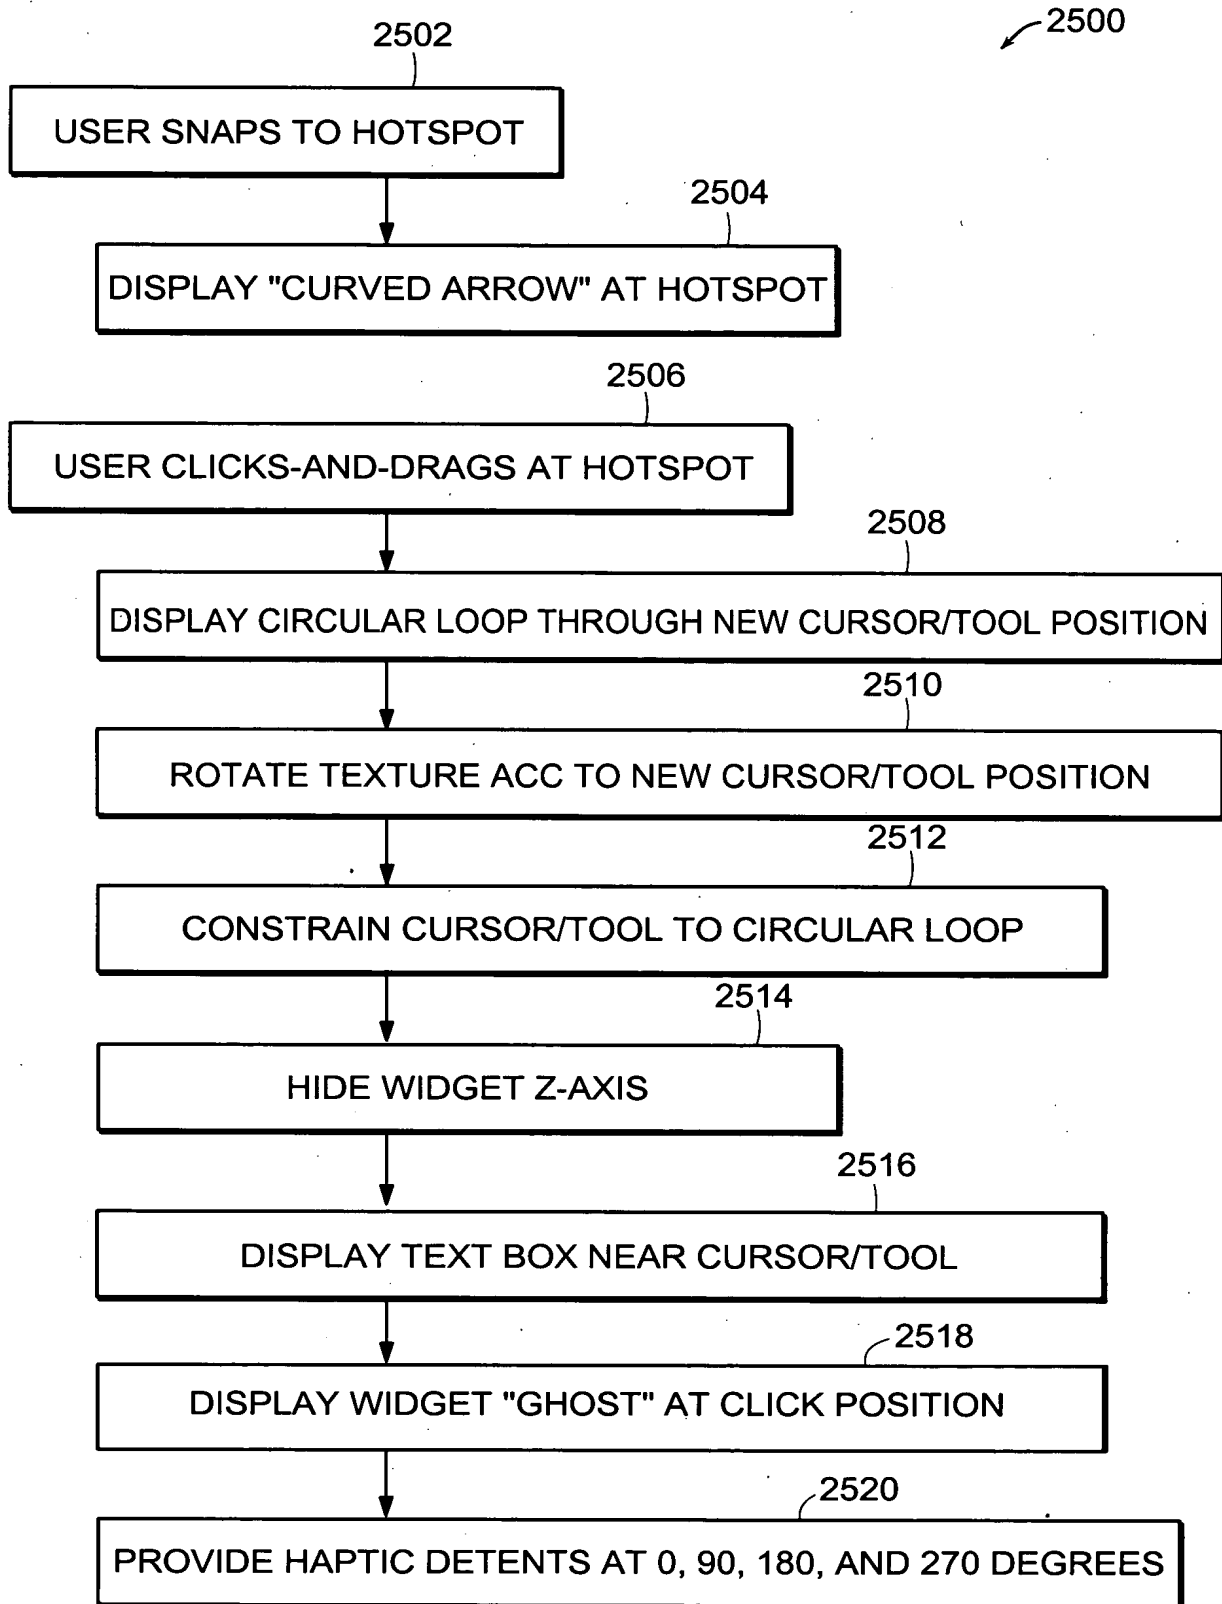 2500
2502
USER SNAPS TO HOTSPOT
2504
DISPLAY "CURVED ARROW" AT HOTSPOT
2506
USER CLICKS-AND-DRAGS AT HOTSPOT
2508
DISPLAY CIRCULAR LOOP THROUGH NEW CURSOR/TOOL POSITION
2510
ROTATE TEXTURE ACC TO NEW CURSOR/TOOL POSITION
2512
CONSTRAIN CURSOR/TOOL TO CIRCULAR LOOP
2514
HIDE WIDGET Z-AXIS
2516
DISPLAY TEXT BOX NEAR CURSOR/TOOL
2518
DISPLAY WIDGET "GHOST" AT CLICK POSITION
2520
PROVIDE HAPTIC DETENTS AT 0, 90, 180, AND 270 DEGREES